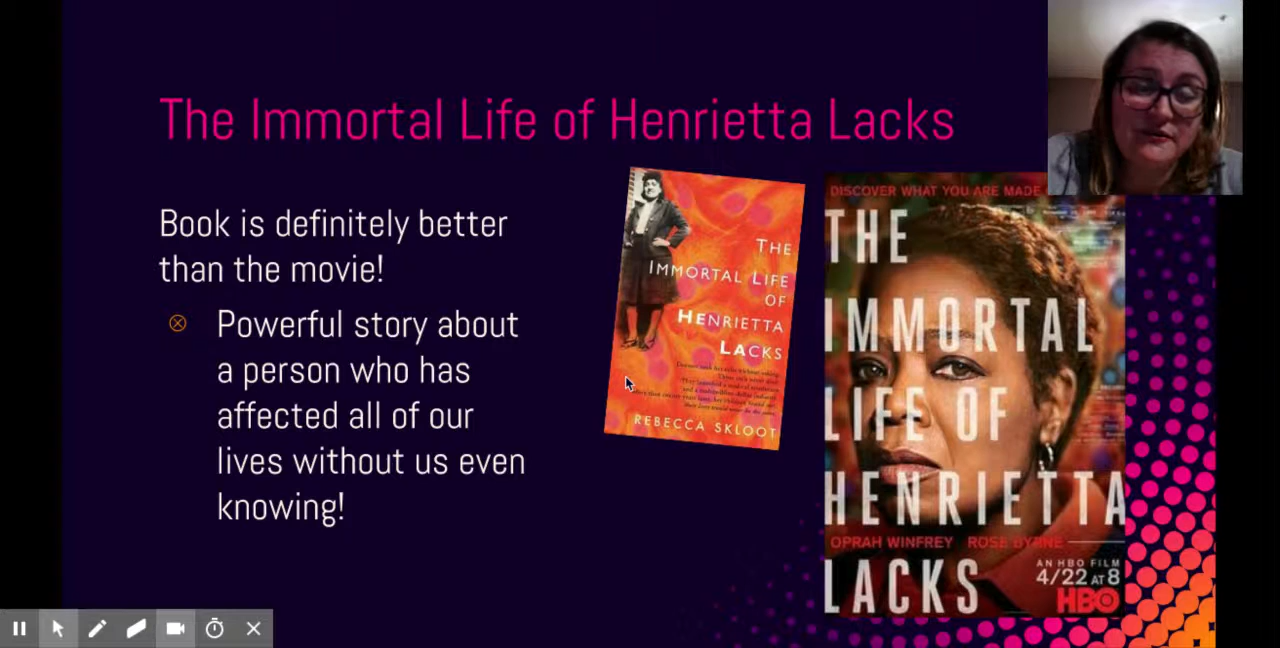 The Immortal Life of Henrietta Lacks
Book is definitely better
than the movie!
Powerful story about
a person who has
affected all of our
lives without us even
knowing!
THE
IMMORTAL LIFE
OF
HENRIETTA
LACKS
REBECCA SKLOOT
DISCOVER WHAT YOU ARE MADE
THE
IMMORTAL
LIFE OF
HENRIETTA
OPRAH WINFREY ROSE BYRNE
LACKS
AN HBO FILM
4/22 AT 8
HBO